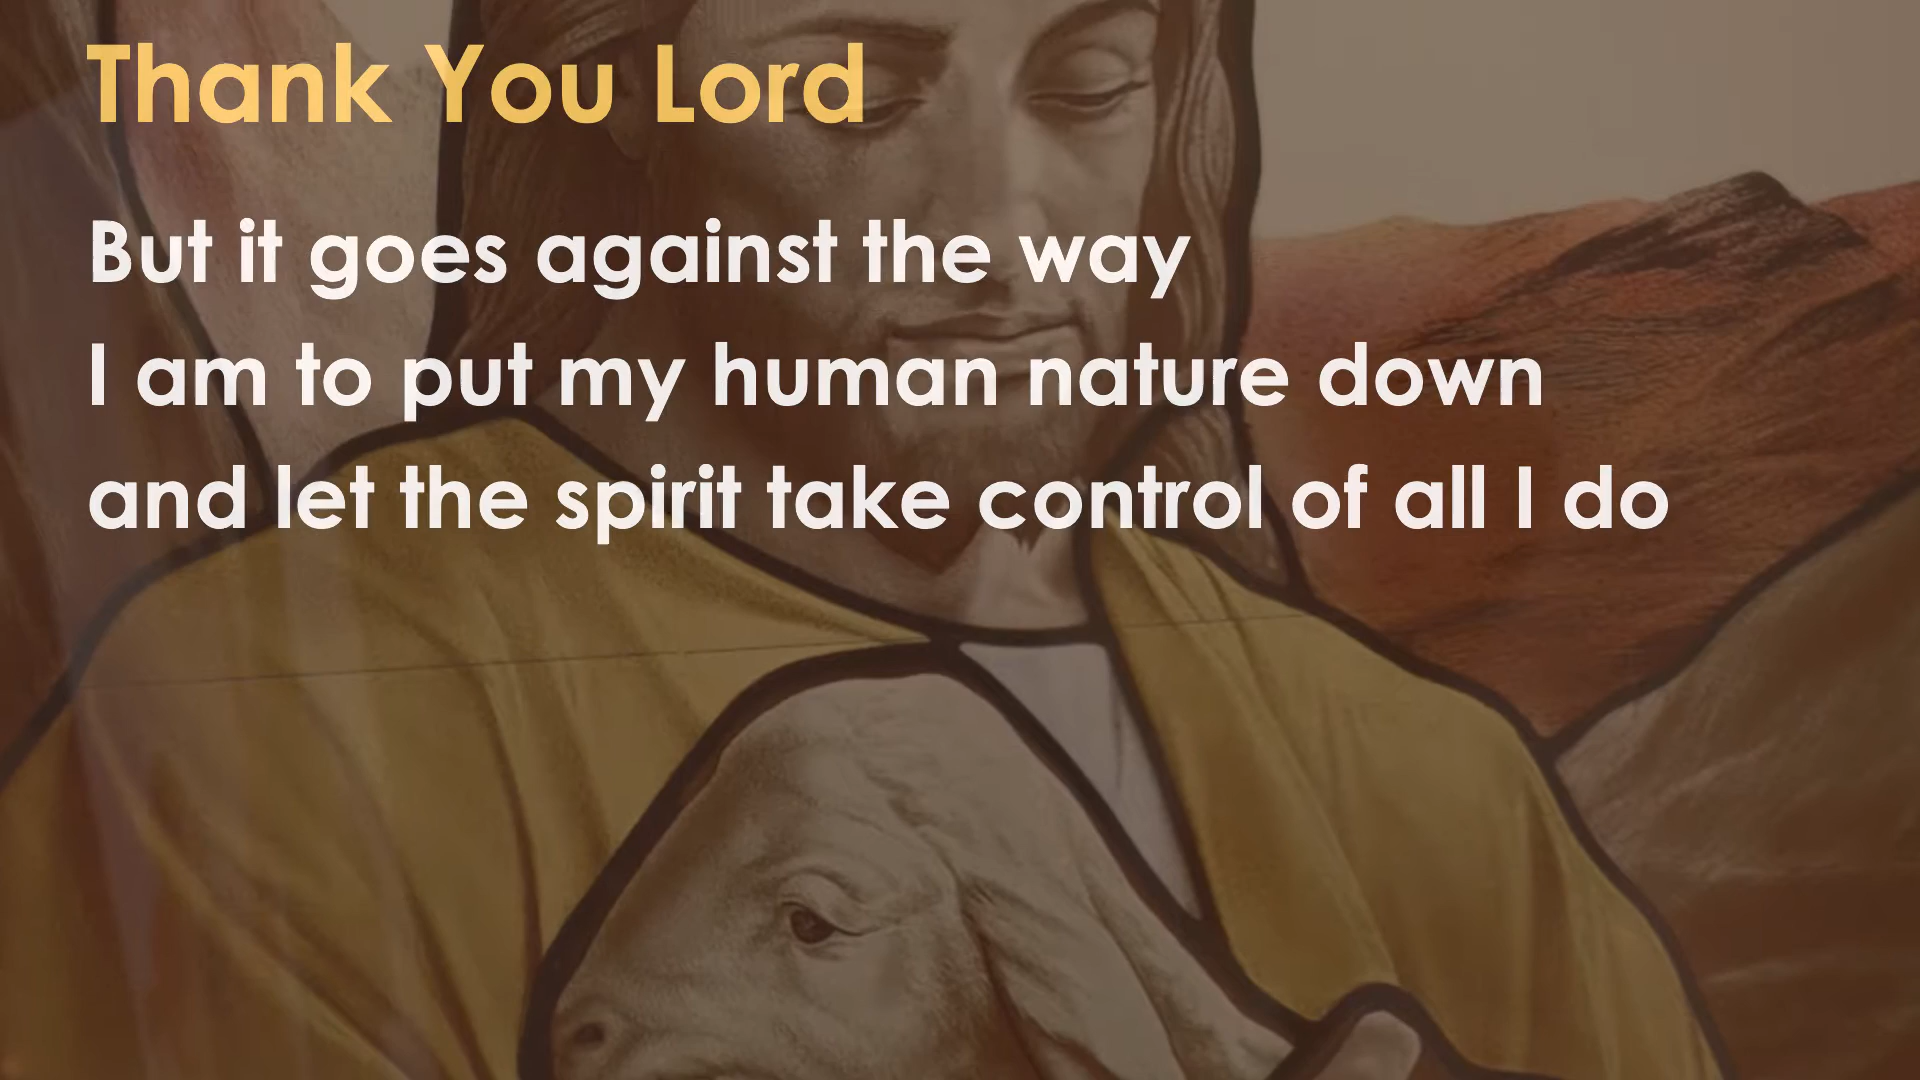 Thank You Lord
But it goes against the way
I am to put my human nature down
and let the spirit take control of all I do